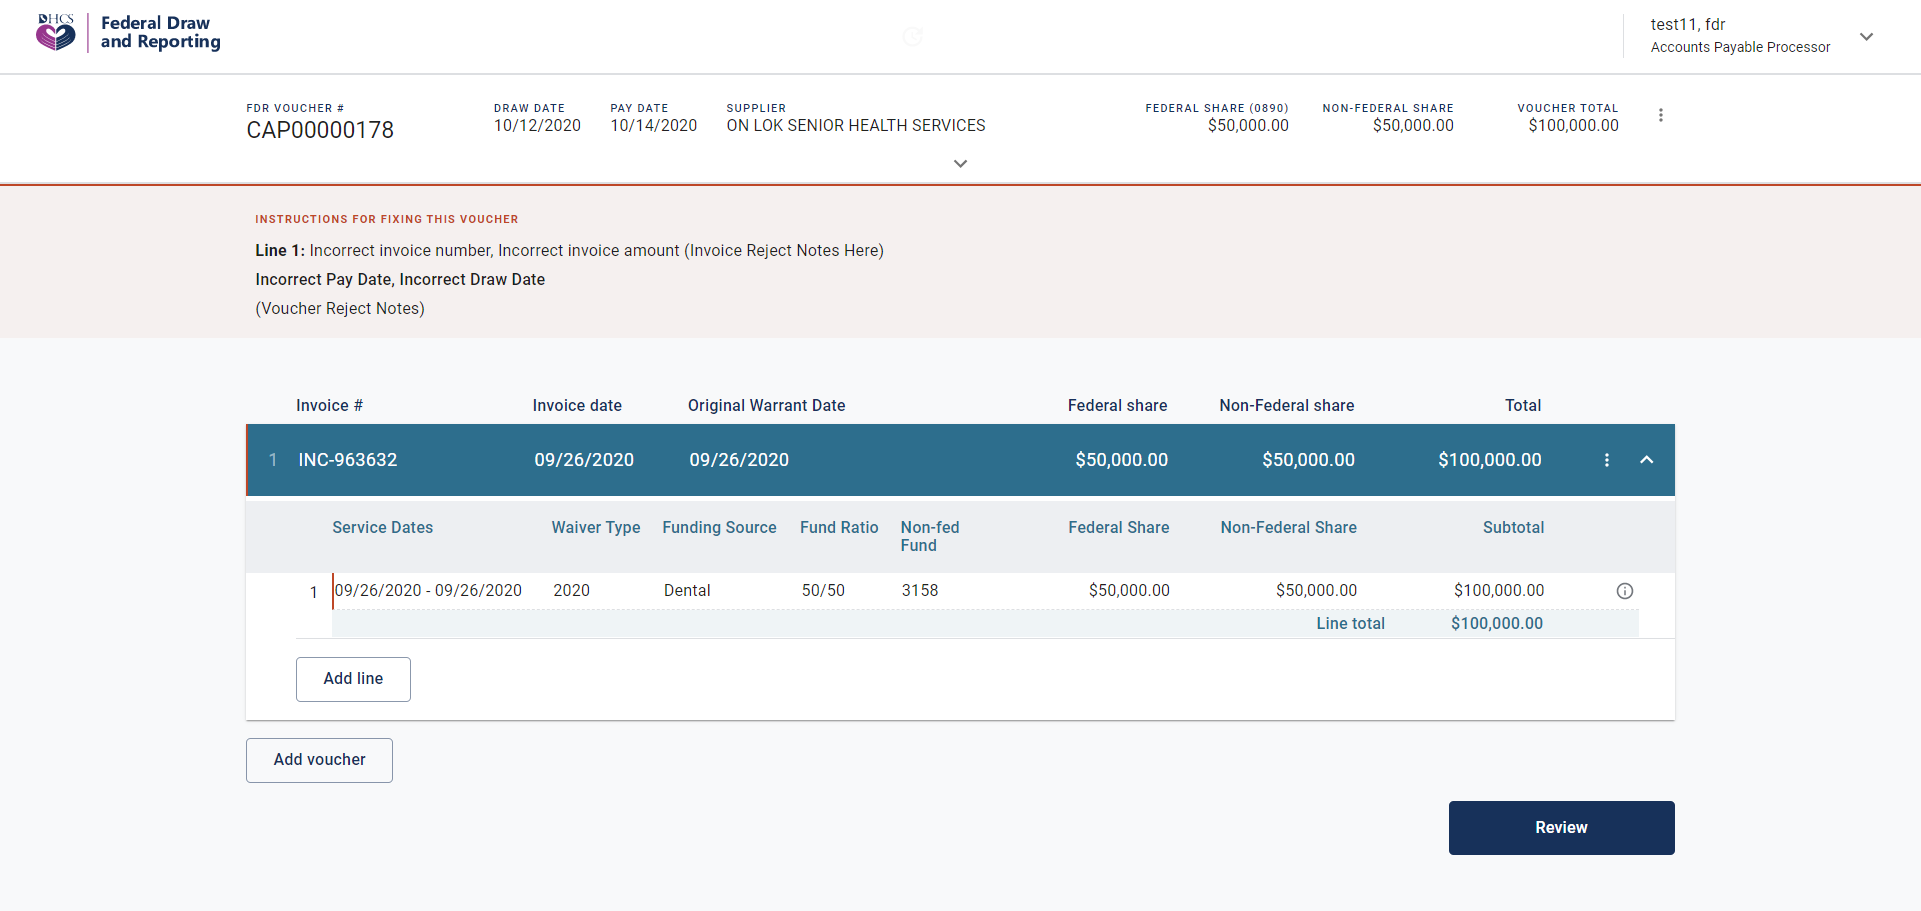 DHCS
Federal Draw
and Reporting
test11, fdr
Accounts Payable Processor
FDR VOUCHER #
CAP00000178
DRAW DATE
10/12/2020
PAY DATE
10/14/2020
SUPPLIER
ON LOK SENIOR HEALTH SERVICES
FEDERAL SHARE (0890)
$50,000.00
NON-FEDERAL SHARE
$50,000.00
VOUCHER TOTAL
$100,000.00
INSTRUCTIONS FOR FIXING THIS VOUCHER
Line 1: Incorrect invoice number, Incorrect invoice amount (Invoice Reject Notes Here)
Incorrect Pay Date, Incorrect Draw Date
(Voucher Reject Notes)
Invoice # Invoice date Original Warrant Date Federal share Non-Federal share Total
1 INC-963632 09/26/2020 09/26/2020 $50,000.00 $50,000.00 $100,000.00
Service Dates Waiver Type Funding Source Fund Ratio Non-fed Fund Federal Share Non-Federal Share Subtotal
1 09/26/2020 - 09/26/2020 2020 Dental 50/50 3158 $50,000.00 $50,000.00 $100,000.00
Line total $100,000.00
Add line
Add voucher
Review